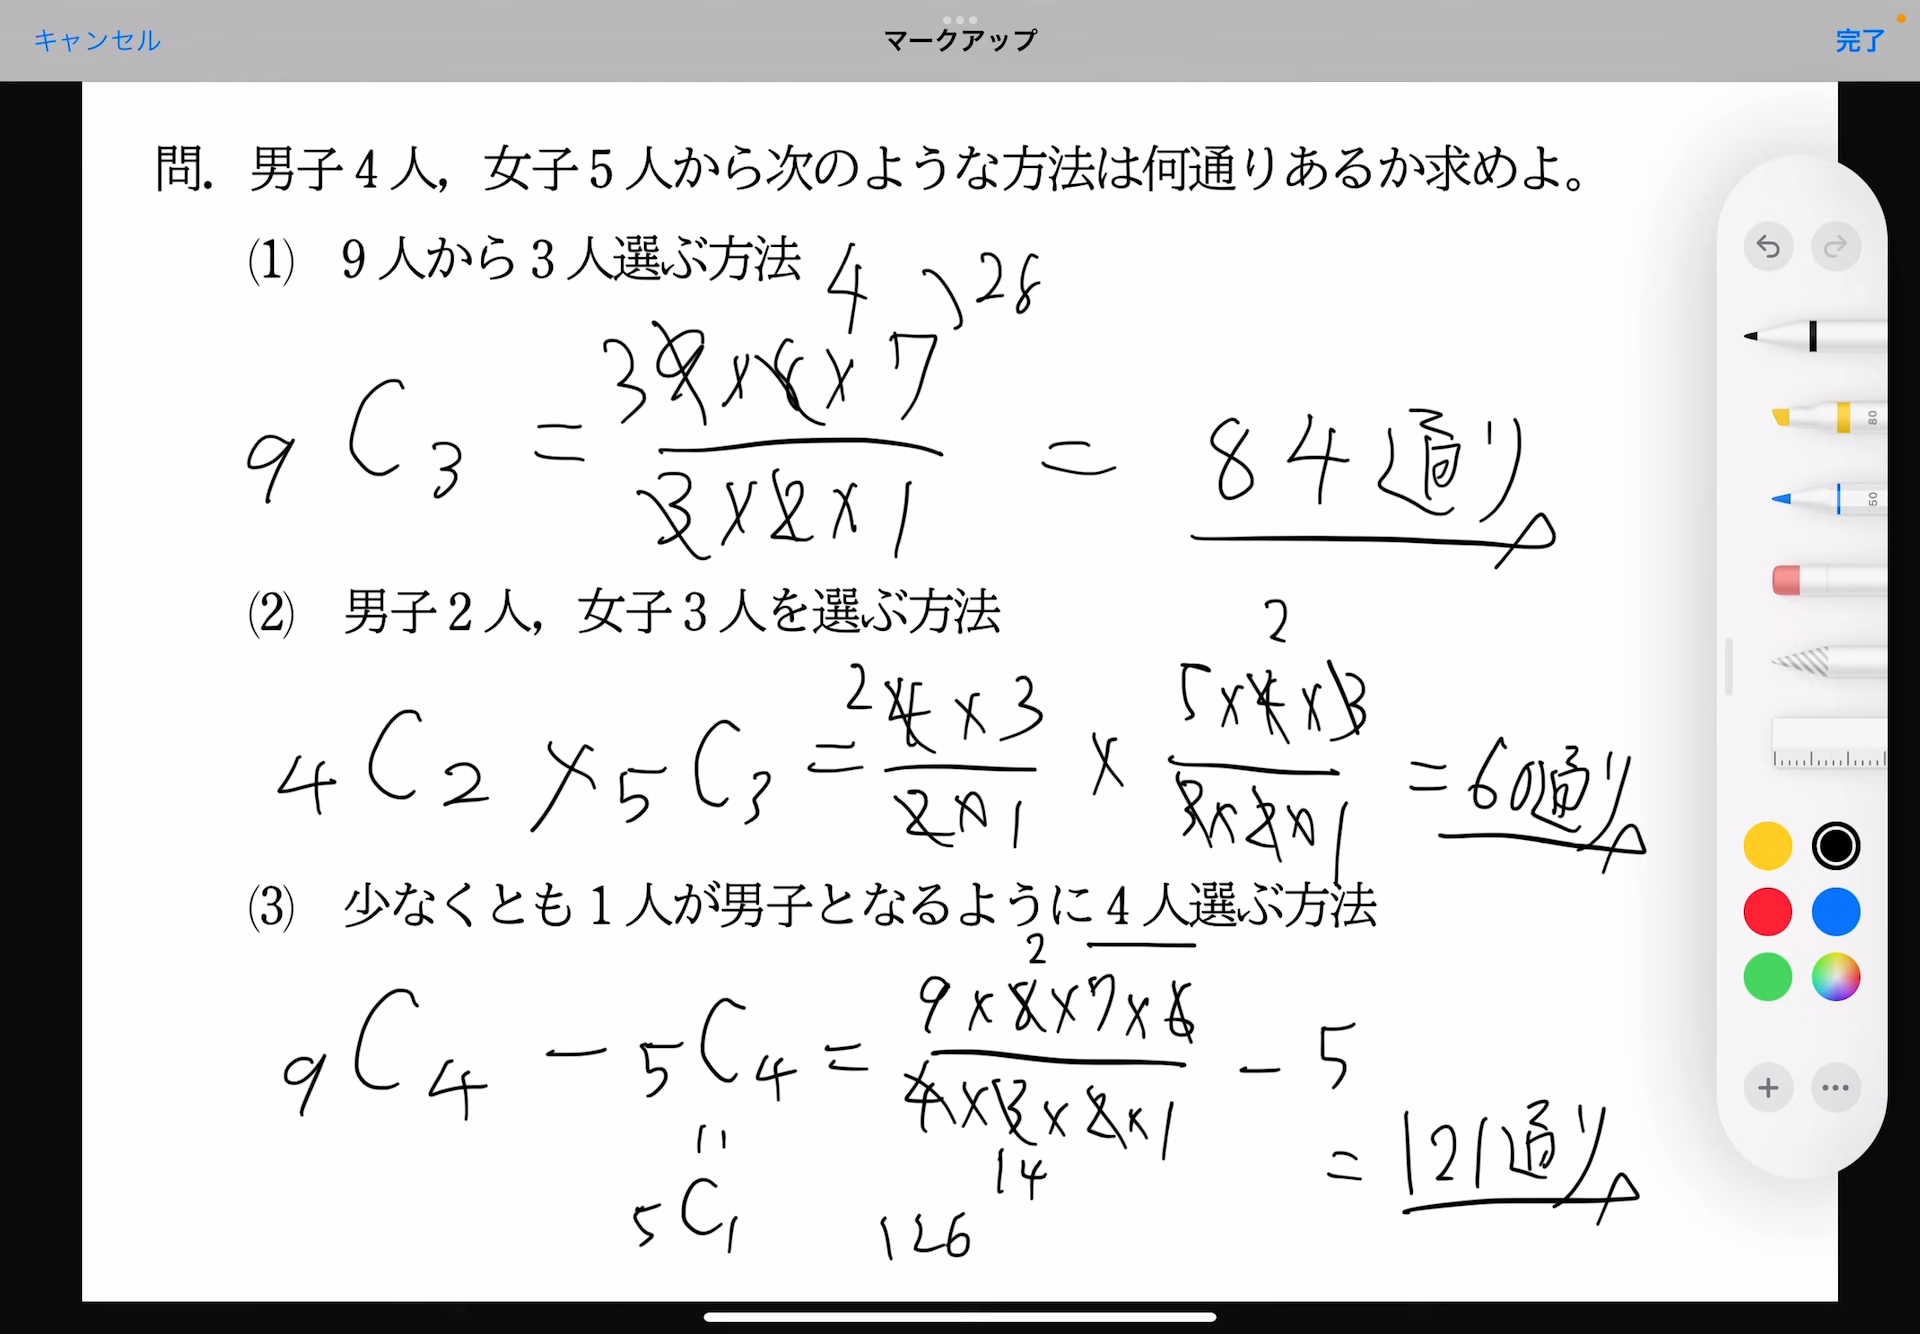 キャンセル マークアップ 完了
問. 男子4人，女子5人から次のような方法は何通りあるか求めよ。
(1) 9人から3人選ぶ方法
4 28
9C3 = 39×8×7 / 3×2×1 = 84通り
(2) 男子2人，女子3人を選ぶ方法
2
4C2 × 5C3 = 24×3 / 2×1 × 5×4×3 / 3×2×1 = 60通り
(3) 少なくとも1人が男子となるように4人選ぶ方法
2
9C4 − 5C4 = 9×8×7×6 / 4×3×2×1 − 5
= 121通り
14
5C1 126
80
50